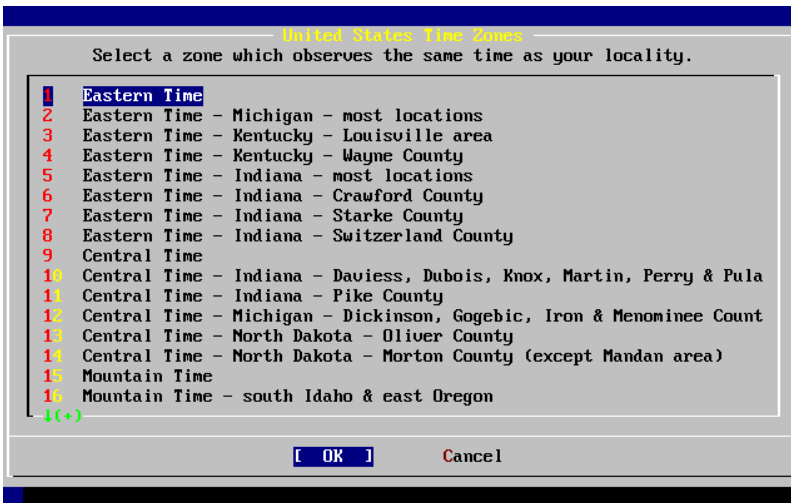 United States Time Zones
Select a zone which observes the same time as your locality.
1 Eastern Time
2 Eastern Time - Michigan - most locations
3 Eastern Time - Kentucky - Louisville area
4 Eastern Time - Kentucky - Wayne County
5 Eastern Time - Indiana - most locations
6 Eastern Time - Indiana - Crawford County
7 Eastern Time - Indiana - Starke County
8 Eastern Time - Indiana - Switzerland County
9 Central Time
10 Central Time - Indiana - Daviess, Dubois, Knox, Martin, Perry & Pula
11 Central Time - Indiana - Pike County
12 Central Time - Michigan - Dickinson, Gogebic, Iron & Menominee Count
13 Central Time - North Dakota - Oliver County
14 Central Time - North Dakota - Morton County (except Mandan area)
15 Mountain Time
16 Mountain Time - south Idaho & east Oregon
↓(+)
[ OK ] Cancel